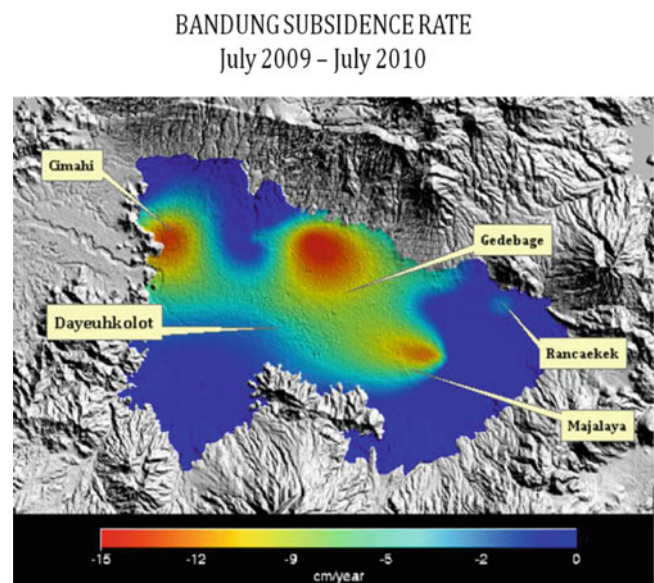 BANDUNG SUBSIDENCE RATE
July 2009 – July 2010
Cimahi
Gedebage
Dayeuhkolot
Rancaekek
Majalaya
-15 -12 -9 -5 -2 0
cm/year